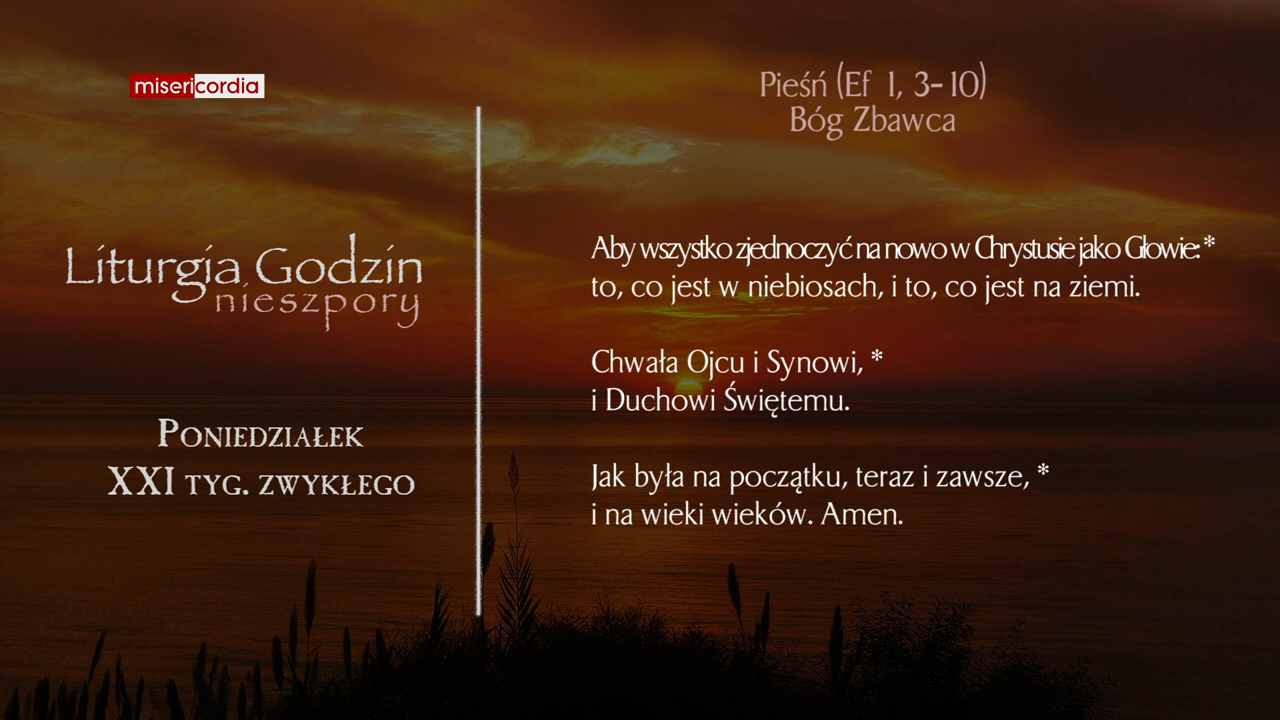 misericordia
Liturgia Godzin
nieszpory
Poniedziałek
XXI tyg. zwykłego
Pieśń (Ef 1, 3-10)
Bóg Zbawca
Aby wszystko zjednoczyć na nowo w Chrystusie jako Głowie: *
to, co jest w niebiosach, i to, co jest na ziemi.
Chwała Ojcu i Synowi, *
i Duchowi Świętemu.
Jak była na początku, teraz i zawsze, *
i na wieki wieków. Amen.